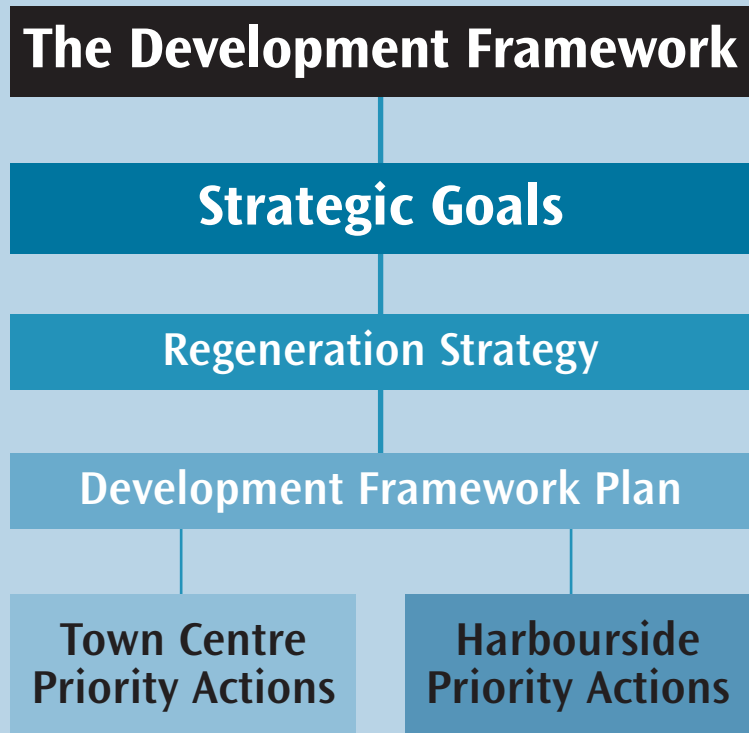 The Development Framework
Strategic Goals
Regeneration Strategy
Development Framework Plan
Town Centre
Priority Actions
Harbourside
Priority Actions